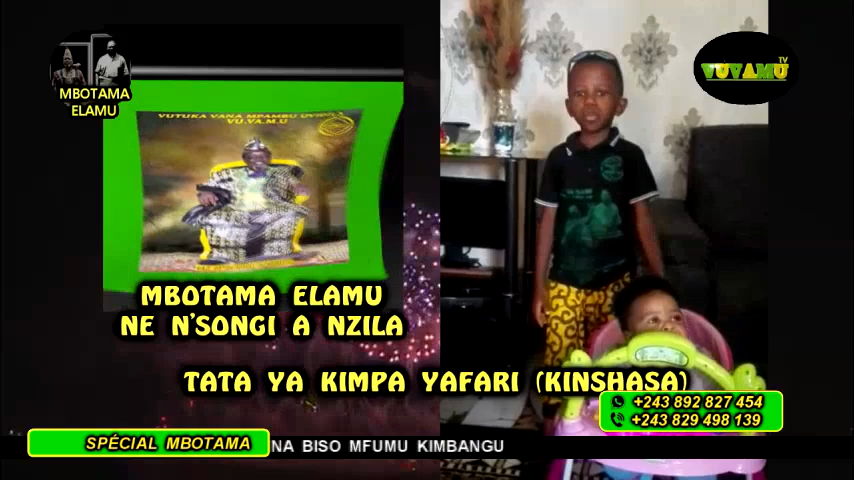 MBOTAMA
ELAMU
VUVAMU TV
VUTUKA VANA MPAMBU
VU.VA.M.U
MBOTAMA ELAMU
NE N'SONGI A NZILA
TATA YA KIMPA YAFARI (KINSHASA)
+243 892 827 454
+243 829 498 139
SPÉCIAL MBOTAMA
NA BISO MFUMU KIMBANGU